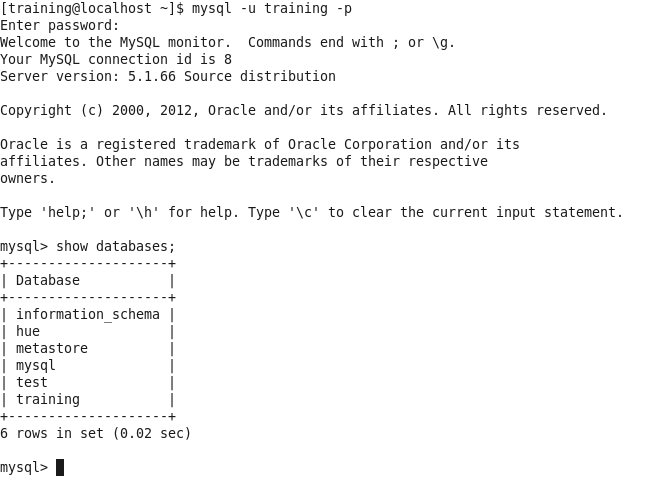 [training@localhost ~]$ mysql -u training -p
Enter password:
Welcome to the MySQL monitor.  Commands end with ; or \g.
Your MySQL connection id is 8
Server version: 5.1.66 Source distribution

Copyright (c) 2000, 2012, Oracle and/or its affiliates. All rights reserved.

Oracle is a registered trademark of Oracle Corporation and/or its
affiliates. Other names may be trademarks of their respective
owners.

Type 'help;' or '\h' for help. Type '\c' to clear the current input statement.

mysql> show databases;
+--------------------+
| Database           |
+--------------------+
| information_schema |
| hue                |
| metastore          |
| mysql              |
| test               |
| training           |
+--------------------+
6 rows in set (0.02 sec)

mysql>